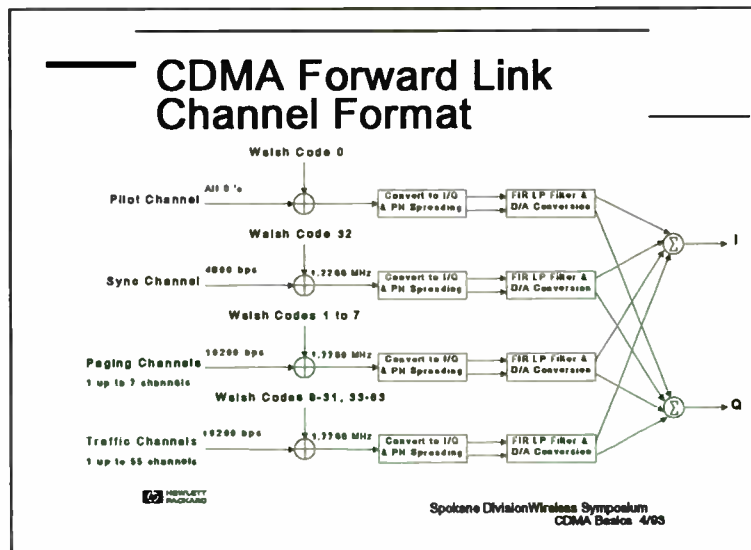 CDMA Forward Link
Channel Format
Walsh Code 0
Pilot Channel
All 0's
Convert to I/Q
& PN Spreading
FIR LP Filter &
D/A Conversion
Σ
I
Walsh Code 32
Sync Channel
4800 bps
1.2288 MHz
Convert to I/Q
& PN Spreading
FIR LP Filter &
D/A Conversion
Walsh Codes 1 to 7
Paging Channels
1 up to 7 channels
19200 bps
1.2288 MHz
Convert to I/Q
& PN Spreading
FIR LP Filter &
D/A Conversion
Σ
Q
Walsh Codes 8-31, 33-63
Traffic Channels
1 up to 55 channels
19200 bps
1.2288 MHz
Convert to I/Q
& PN Spreading
FIR LP Filter &
D/A Conversion
hp HEWLETT
PACKARD
Spokane Division Wireless Symposium
CDMA Basics 4/93